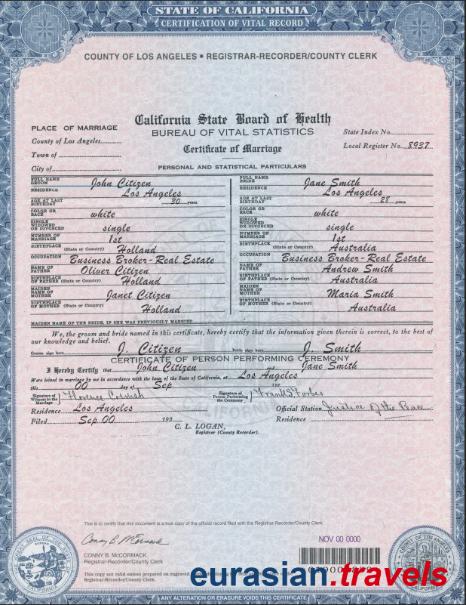 STATE OF CALIFORNIA
CERTIFICATION OF VITAL RECORD
COUNTY OF LOS ANGELES • REGISTRAR-RECORDER/COUNTY CLERK
California State Board of Health
BUREAU OF VITAL STATISTICS
Certificate of Marriage
PLACE OF MARRIAGE
County of Los Angeles
Town of
City of
State Index No.
Local Register No. 8937
PERSONAL AND STATISTICAL PARTICULARS
FULL NAME GROOM John Citizen
RESIDENCE Los Angeles
AGE AT LAST BIRTHDAY 30 years
COLOR OR RACE white
SINGLE WIDOWED OR DIVORCED single
NUMBER OF MARRIAGE 1st
BIRTHPLACE (State or Country) Holland
OCCUPATION Business Broker-Real Estate
NAME OF FATHER Oliver Citizen
BIRTHPLACE OF FATHER (State or Country) Holland
MAIDEN NAME OF MOTHER Janet Citizen
BIRTHPLACE OF MOTHER (State or Country) Holland
FULL NAME BRIDE Jane Smith
RESIDENCE Los Angeles
AGE AT LAST BIRTHDAY 28 years
COLOR OR RACE white
SINGLE WIDOWED OR DIVORCED single
NUMBER OF MARRIAGE 1st
BIRTHPLACE (State or Country) Australia
OCCUPATION Business Broker-Real Estate
NAME OF FATHER Andrew Smith
BIRTHPLACE OF FATHER (State or Country) Australia
MAIDEN NAME OF MOTHER Maria Smith
BIRTHPLACE OF MOTHER (State or Country) Australia
MAIDEN NAME OF THE BRIDE, IF SHE WAS PREVIOUSLY MARRIED
We, the groom and bride named in this certificate, hereby certify that the information given therein is correct, to the best of
our knowledge and belief.
Groom sign here J. Citizen Bride sign here J. Smith
CERTIFICATE OF PERSON PERFORMING CEREMONY
I Hereby Certify that John Citizen Jane Smith
Were joined in marriage by me in accordance with the laws of the State of California, at Los Angeles
this 00 day of Sep 19
Signature of Witness to the Marriage Florence
Signature of Person Performing the Ceremony Frank S. Forbes
Residence Los Angeles
Official Station Justice of the Peace
Filed Sep 00 193
Residence
C. L. LOGAN,
Registrar (County Recorder).
This is to certify that this document is a true copy of the official record filed with the Registrar-Recorder/County Clerk.
Conny B. McCormack
CONNY B. McCORMACK
Registrar-Recorder/County Clerk
This copy not valid unless prepared on engraved
NOV 00 0000
eurasian.travels
ANY ALTERATION OR ERASURE VOIDS THIS CERTIFICATE